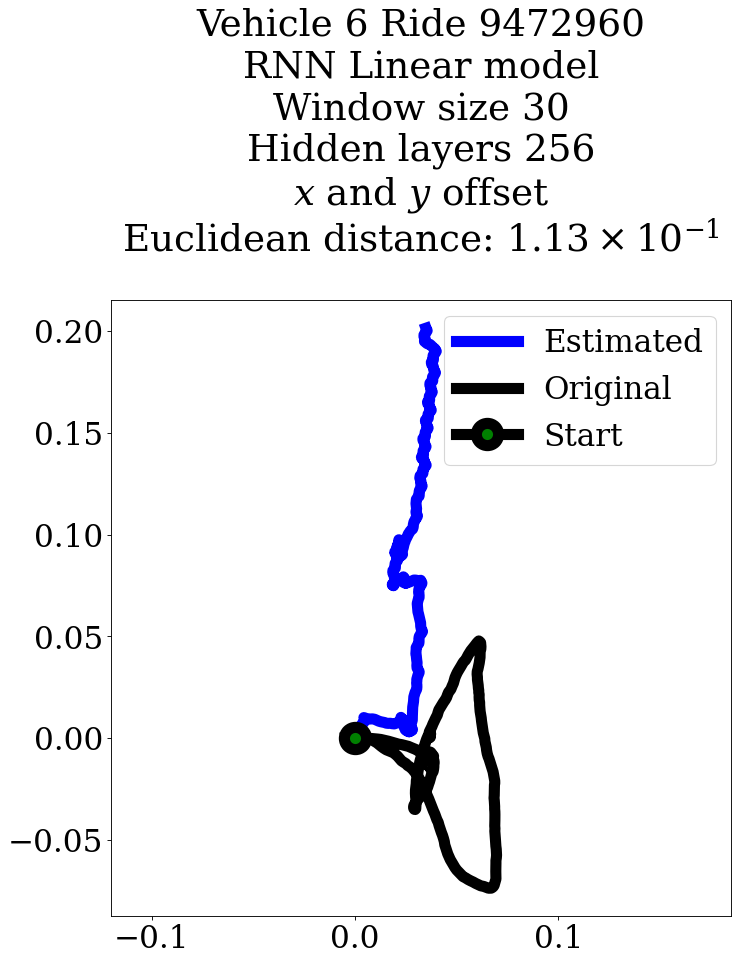 Vehicle 6 Ride 9472960
RNN Linear model
Window size 30
Hidden layers 256
x and y offset
Euclidean distance: 1.13 × 10⁻¹
Estimated
Original
Start
0.20
0.15
0.10
0.05
0.00
−0.05
−0.1
0.0
0.1